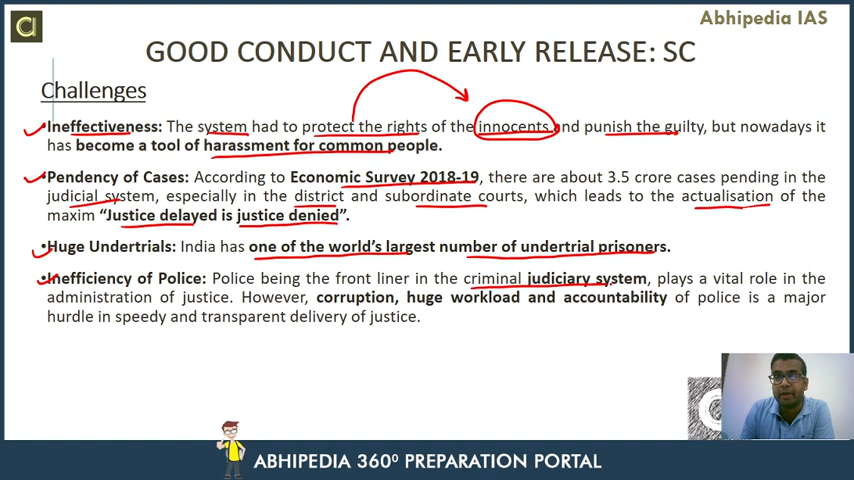 Abhipedia IAS
GOOD CONDUCT AND EARLY RELEASE: SC
Challenges
•Ineffectiveness: The system had to protect the rights of the innocents and punish the guilty, but nowadays it
has become a tool of harassment for common people.
•Pendency of Cases: According to Economic Survey 2018-19, there are about 3.5 crore cases pending in the
judicial system, especially in the district and subordinate courts, which leads to the actualisation of the
maxim “Justice delayed is justice denied”.
•Huge Undertrials: India has one of the world’s largest number of undertrial prisoners.
•Inefficiency of Police: Police being the front liner in the criminal judiciary system, plays a vital role in the
administration of justice. However, corruption, huge workload and accountability of police is a major
hurdle in speedy and transparent delivery of justice.
ABHIPEDIA 360⁰ PREPARATION PORTAL